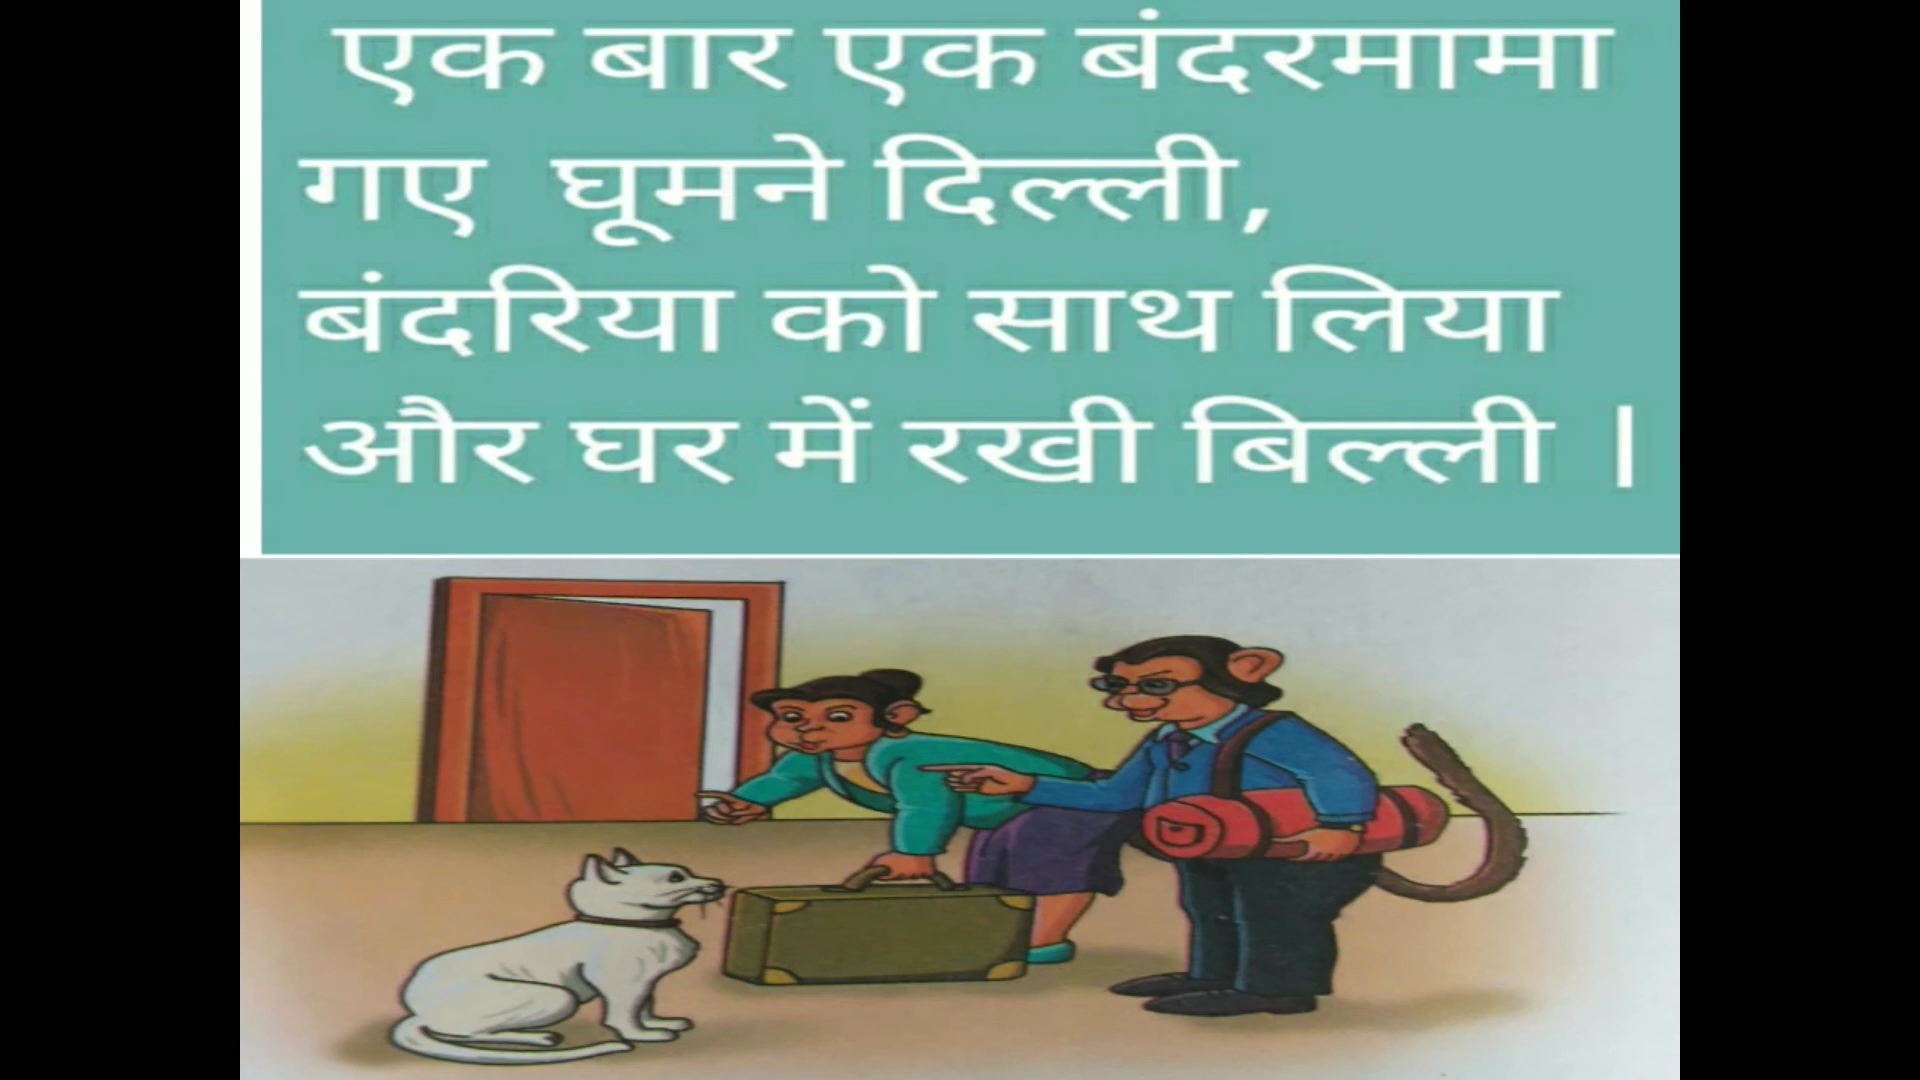 एक बार एक बंदरमामा
गए घूमने दिल्ली,
बंदरिया को साथ लिया
और घर में रखी बिल्ली |